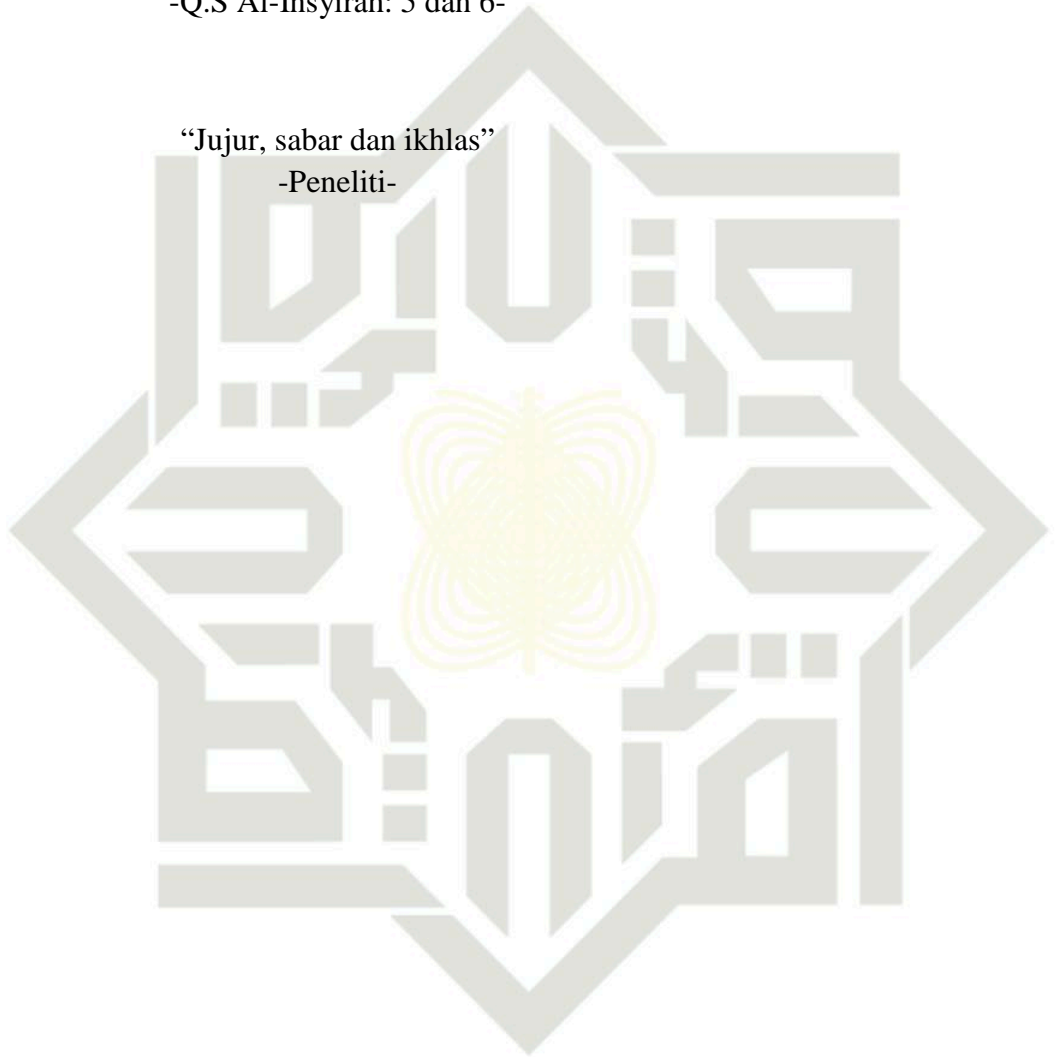 -Q.S Al-Insyirah: 5 dan 6-
“Jujur, sabar dan ikhlas”
-Peneliti-